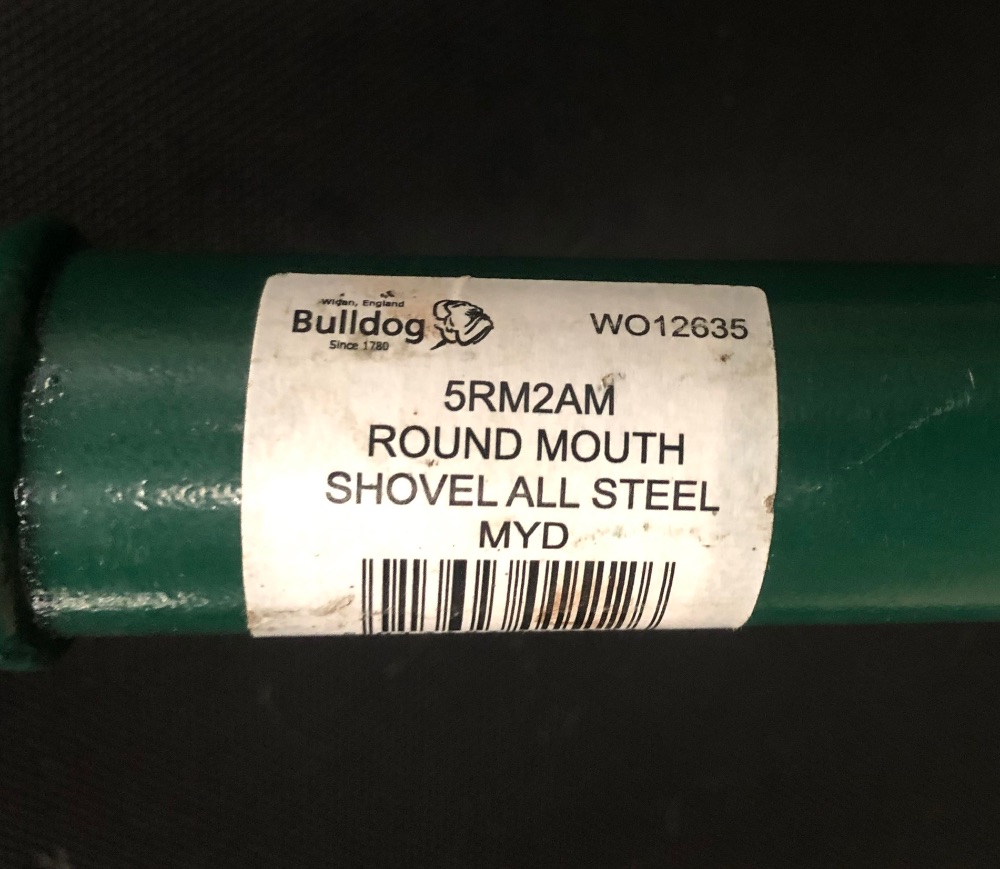 Wigan, England
Bulldog
Since 1780
WO12635
5RM2AM
ROUND MOUTH
SHOVEL ALL STEEL
MYD